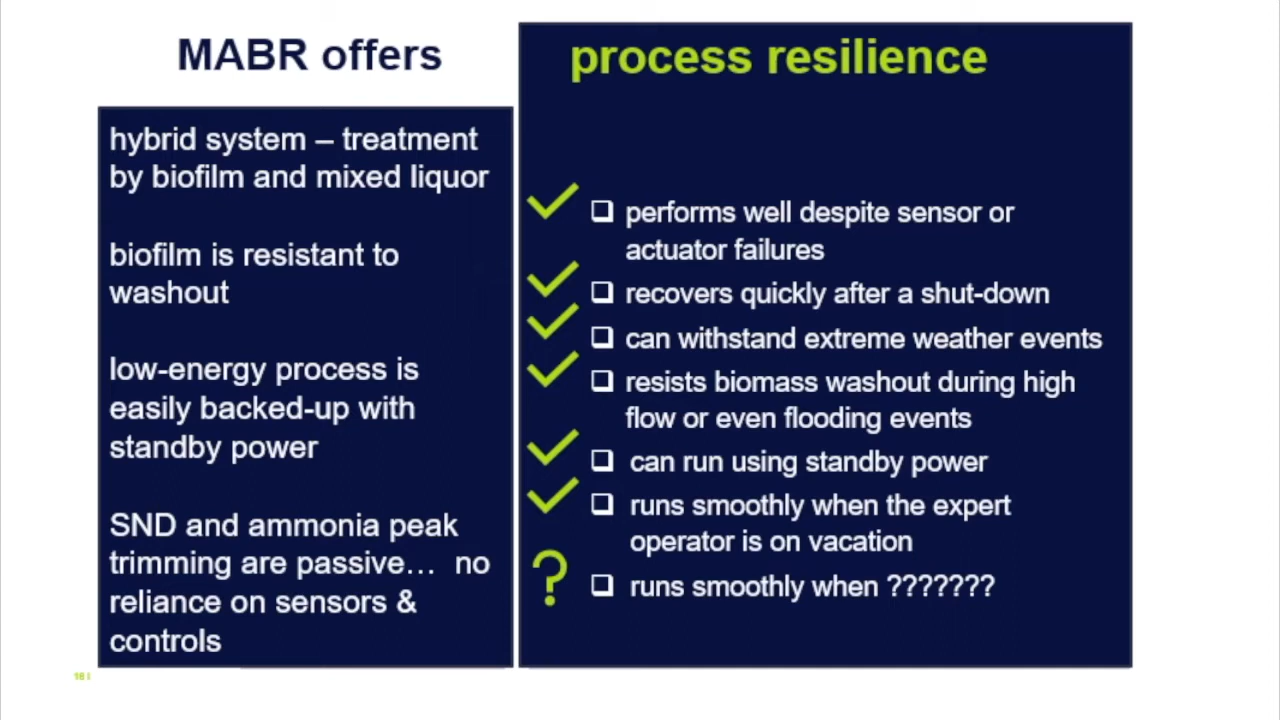 MABR offers
hybrid system – treatment
by biofilm and mixed liquor
biofilm is resistant to
washout
low-energy process is
easily backed-up with
standby power
SND and ammonia peak
trimming are passive… no
reliance on sensors &
controls
process resilience
performs well despite sensor or
actuator failures
recovers quickly after a shut-down
can withstand extreme weather events
resists biomass washout during high
flow or even flooding events
can run using standby power
runs smoothly when the expert
operator is on vacation
? runs smoothly when ???????